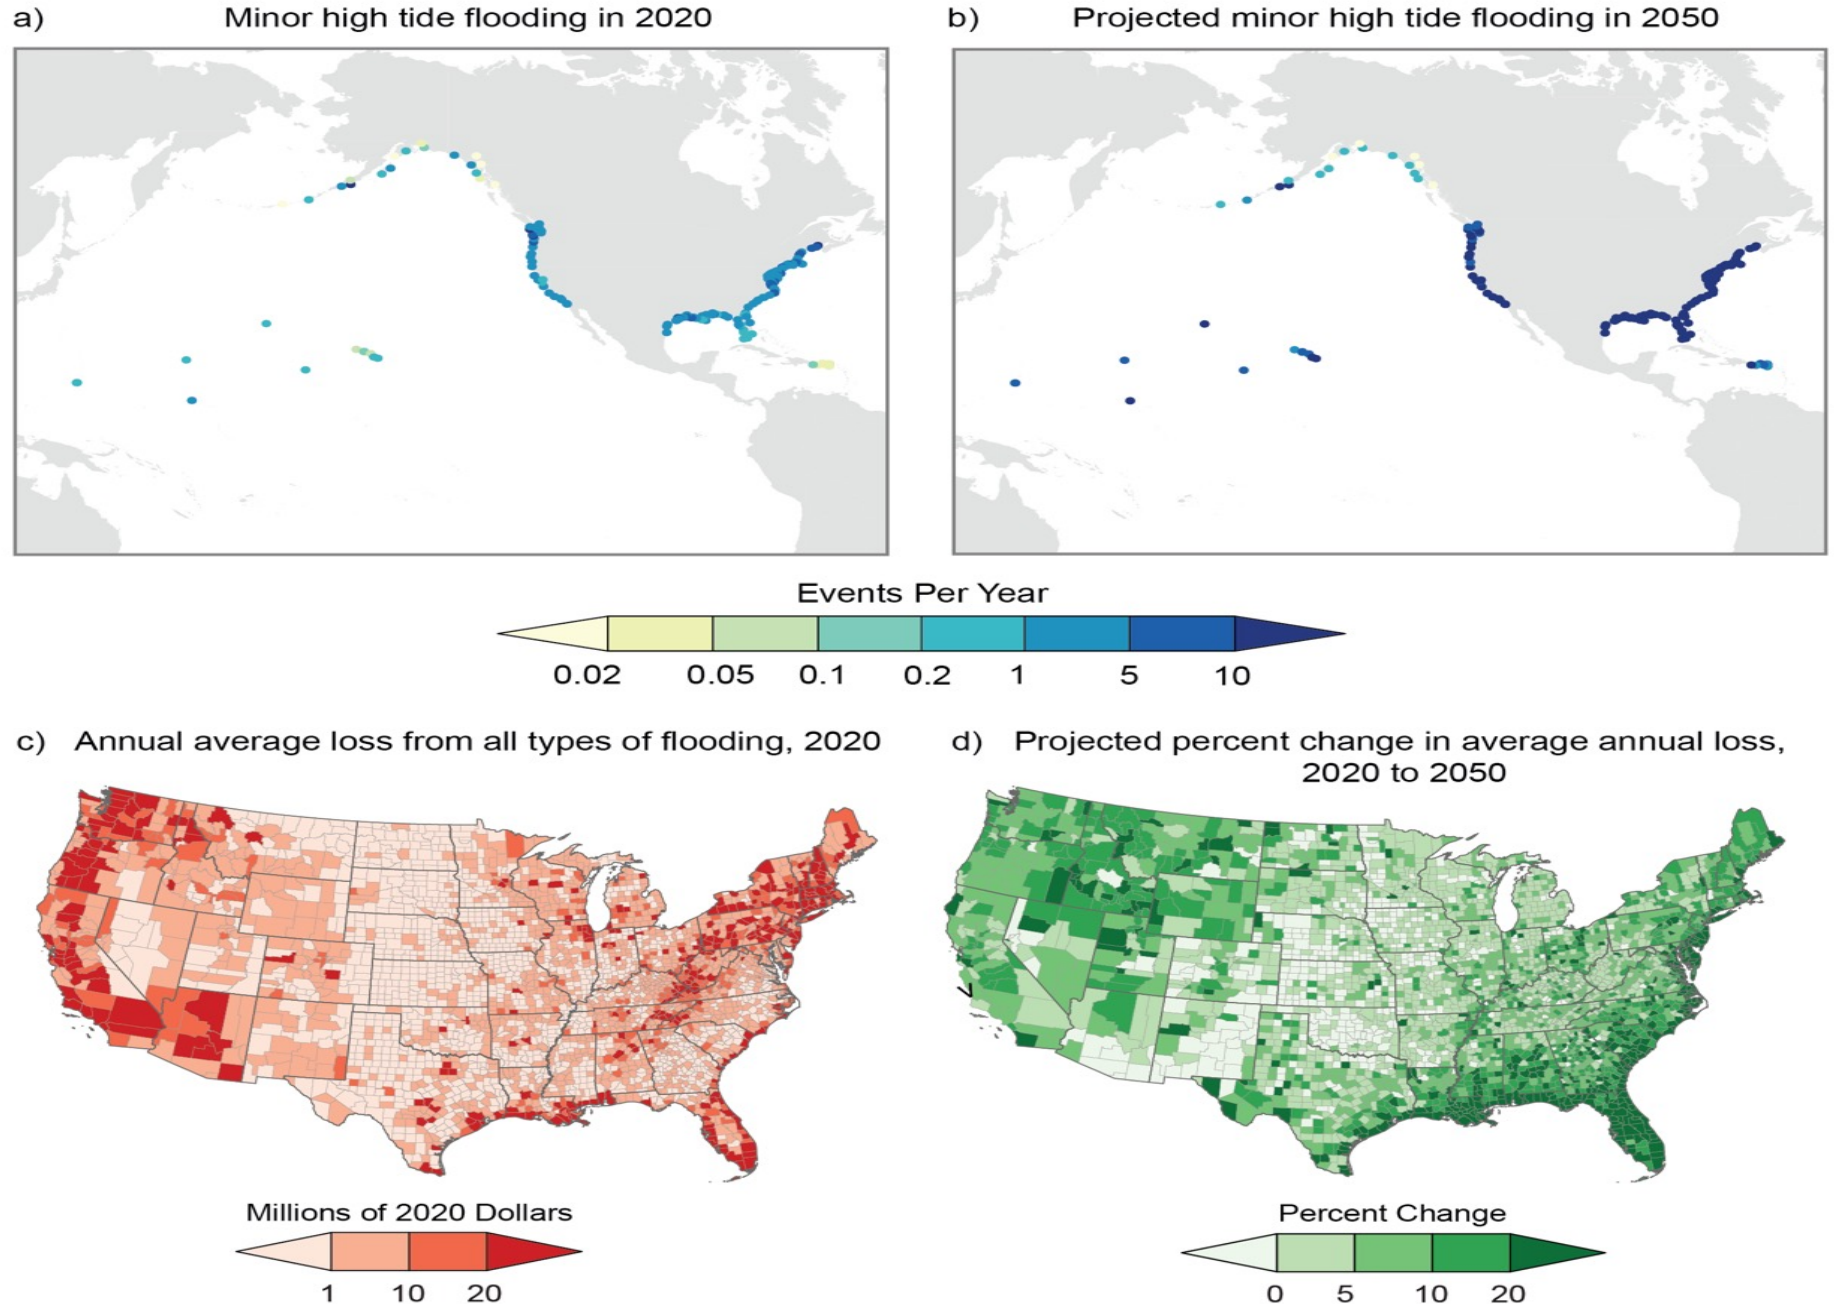 a) Minor high tide flooding in 2020
b) Projected minor high tide flooding in 2050
Events Per Year
0.02 0.05 0.1 0.2 1 5 10
c) Annual average loss from all types of flooding, 2020
d) Projected percent change in average annual loss,
2020 to 2050
Millions of 2020 Dollars
1 10 20
Percent Change
0 5 10 20